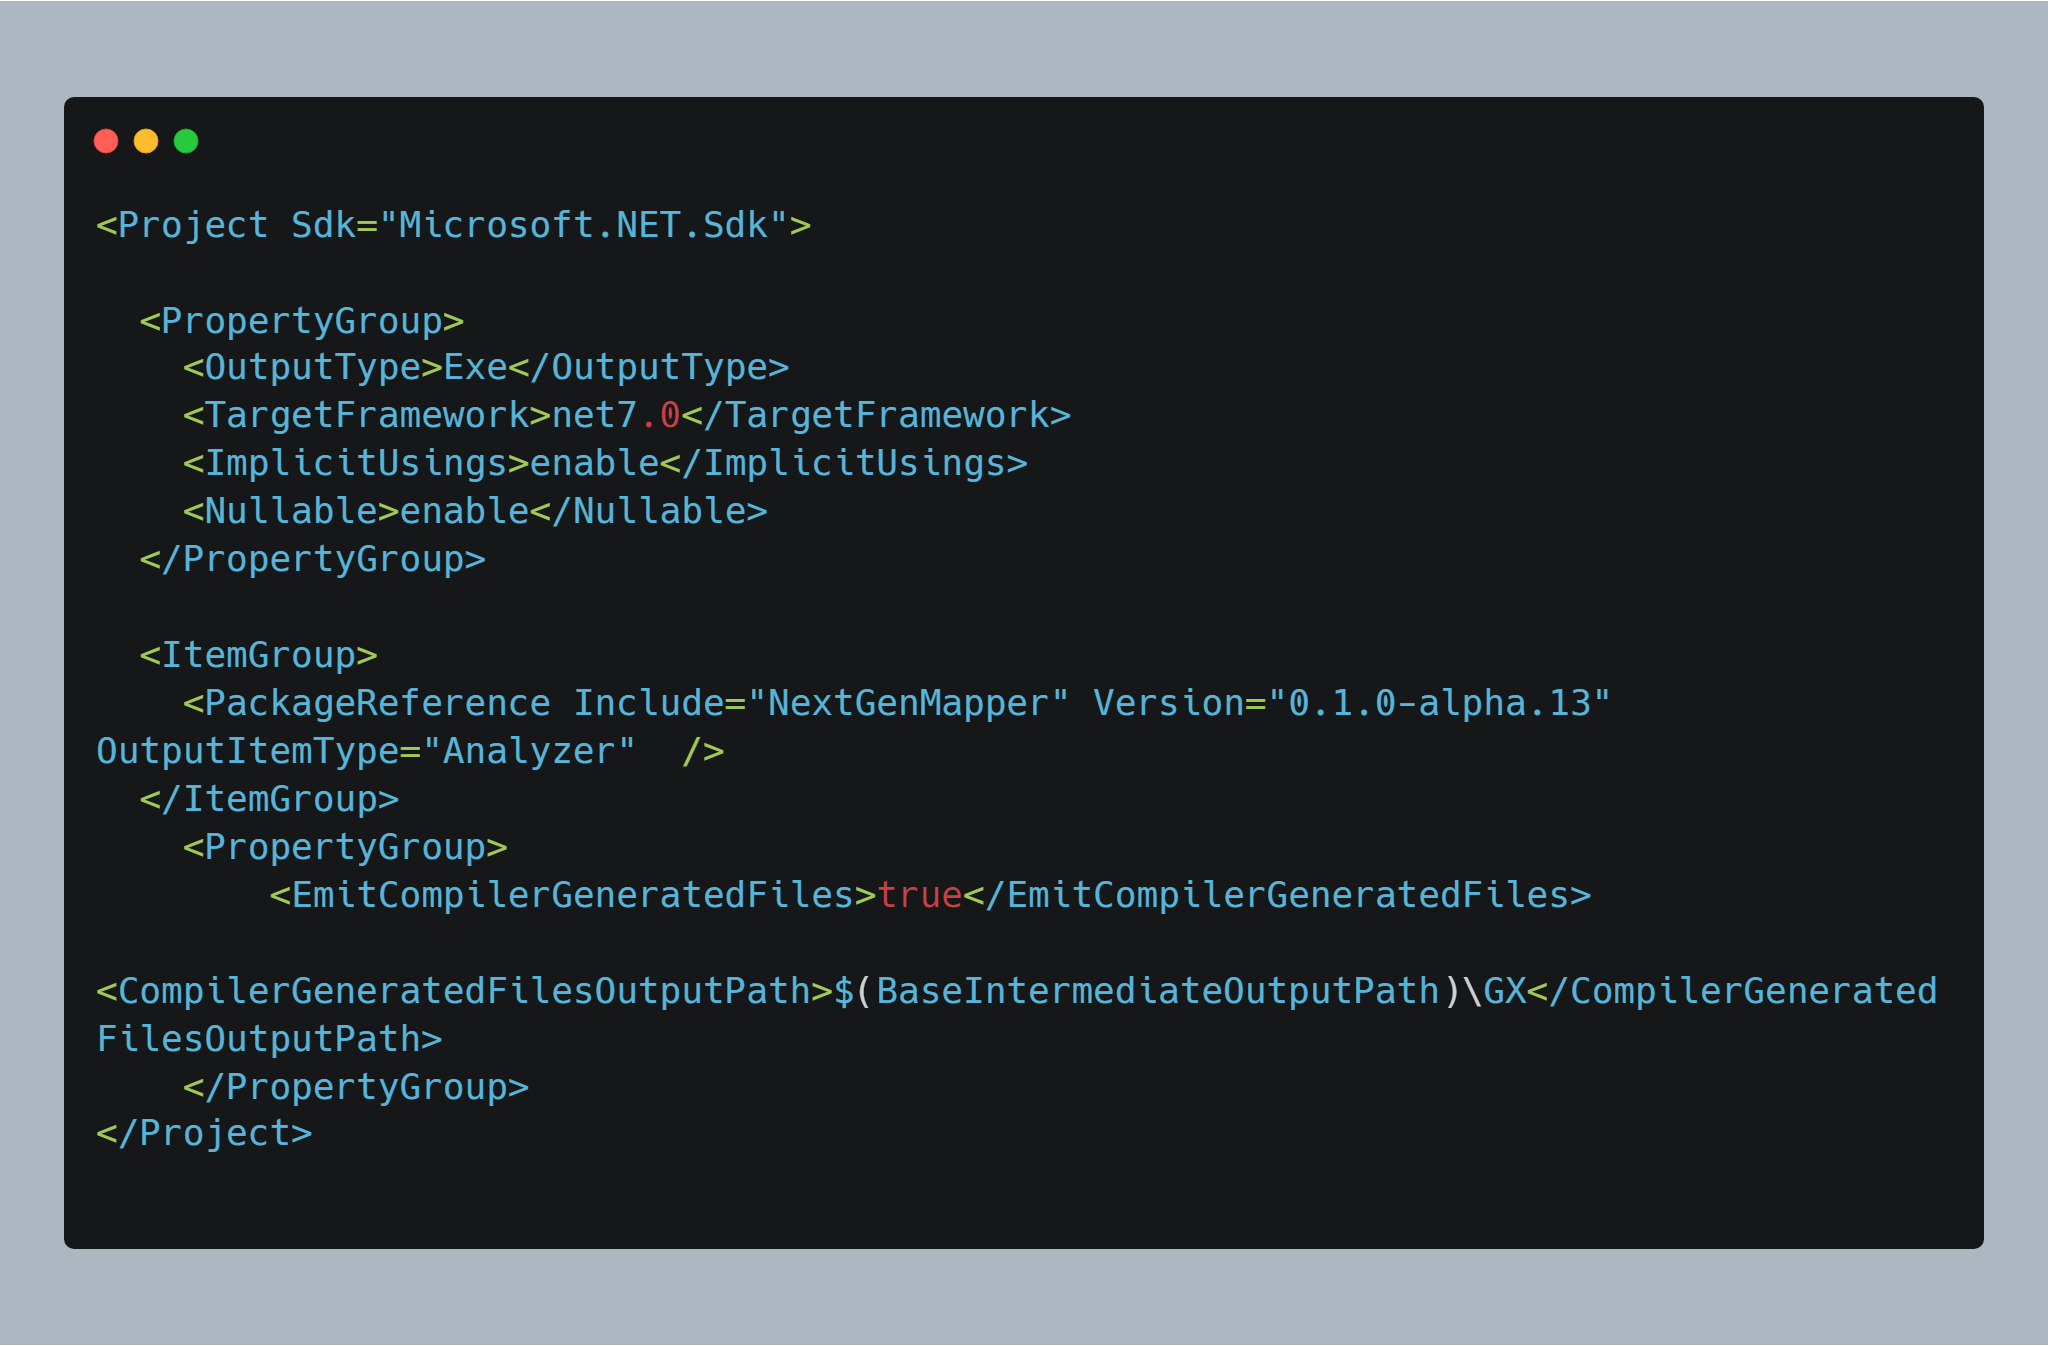 <Project Sdk="Microsoft.NET.Sdk">

  <PropertyGroup>
    <OutputType>Exe</OutputType>
    <TargetFramework>net7.0</TargetFramework>
    <ImplicitUsings>enable</ImplicitUsings>
    <Nullable>enable</Nullable>
  </PropertyGroup>

  <ItemGroup>
    <PackageReference Include="NextGenMapper" Version="0.1.0-alpha.13"
OutputItemType="Analyzer"  />
  </ItemGroup>
    <PropertyGroup>
        <EmitCompilerGeneratedFiles>true</EmitCompilerGeneratedFiles>

<CompilerGeneratedFilesOutputPath>$(BaseIntermediateOutputPath)\GX</CompilerGenerated
FilesOutputPath>
    </PropertyGroup>
</Project>